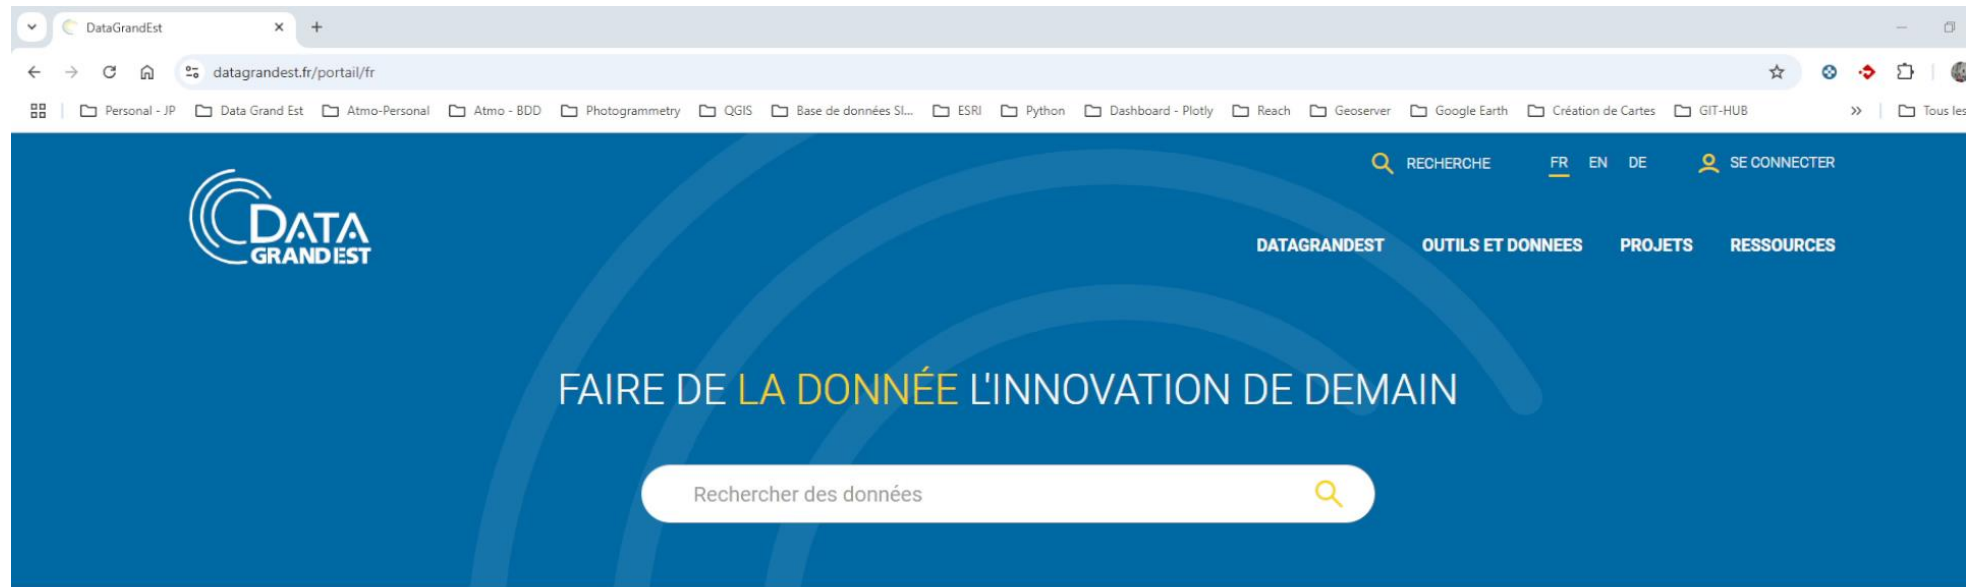 DataGrandEst
datagrandest.fr/portail/fr
Personal - JP Data Grand Est Atmo-Personal Atmo - BDD Photogrammetry QGIS Base de données SI... ESRI Python Dashboard - Plotly Reach Geoserver Google Earth Création de Cartes GIT-HUB » Tous les
RECHERCHE FR EN DE SE CONNECTER
DATA
GRAND EST
DATAGRANDEST OUTILS ET DONNEES PROJETS RESSOURCES
FAIRE DE LA DONNÉE L'INNOVATION DE DEMAIN
Rechercher des données